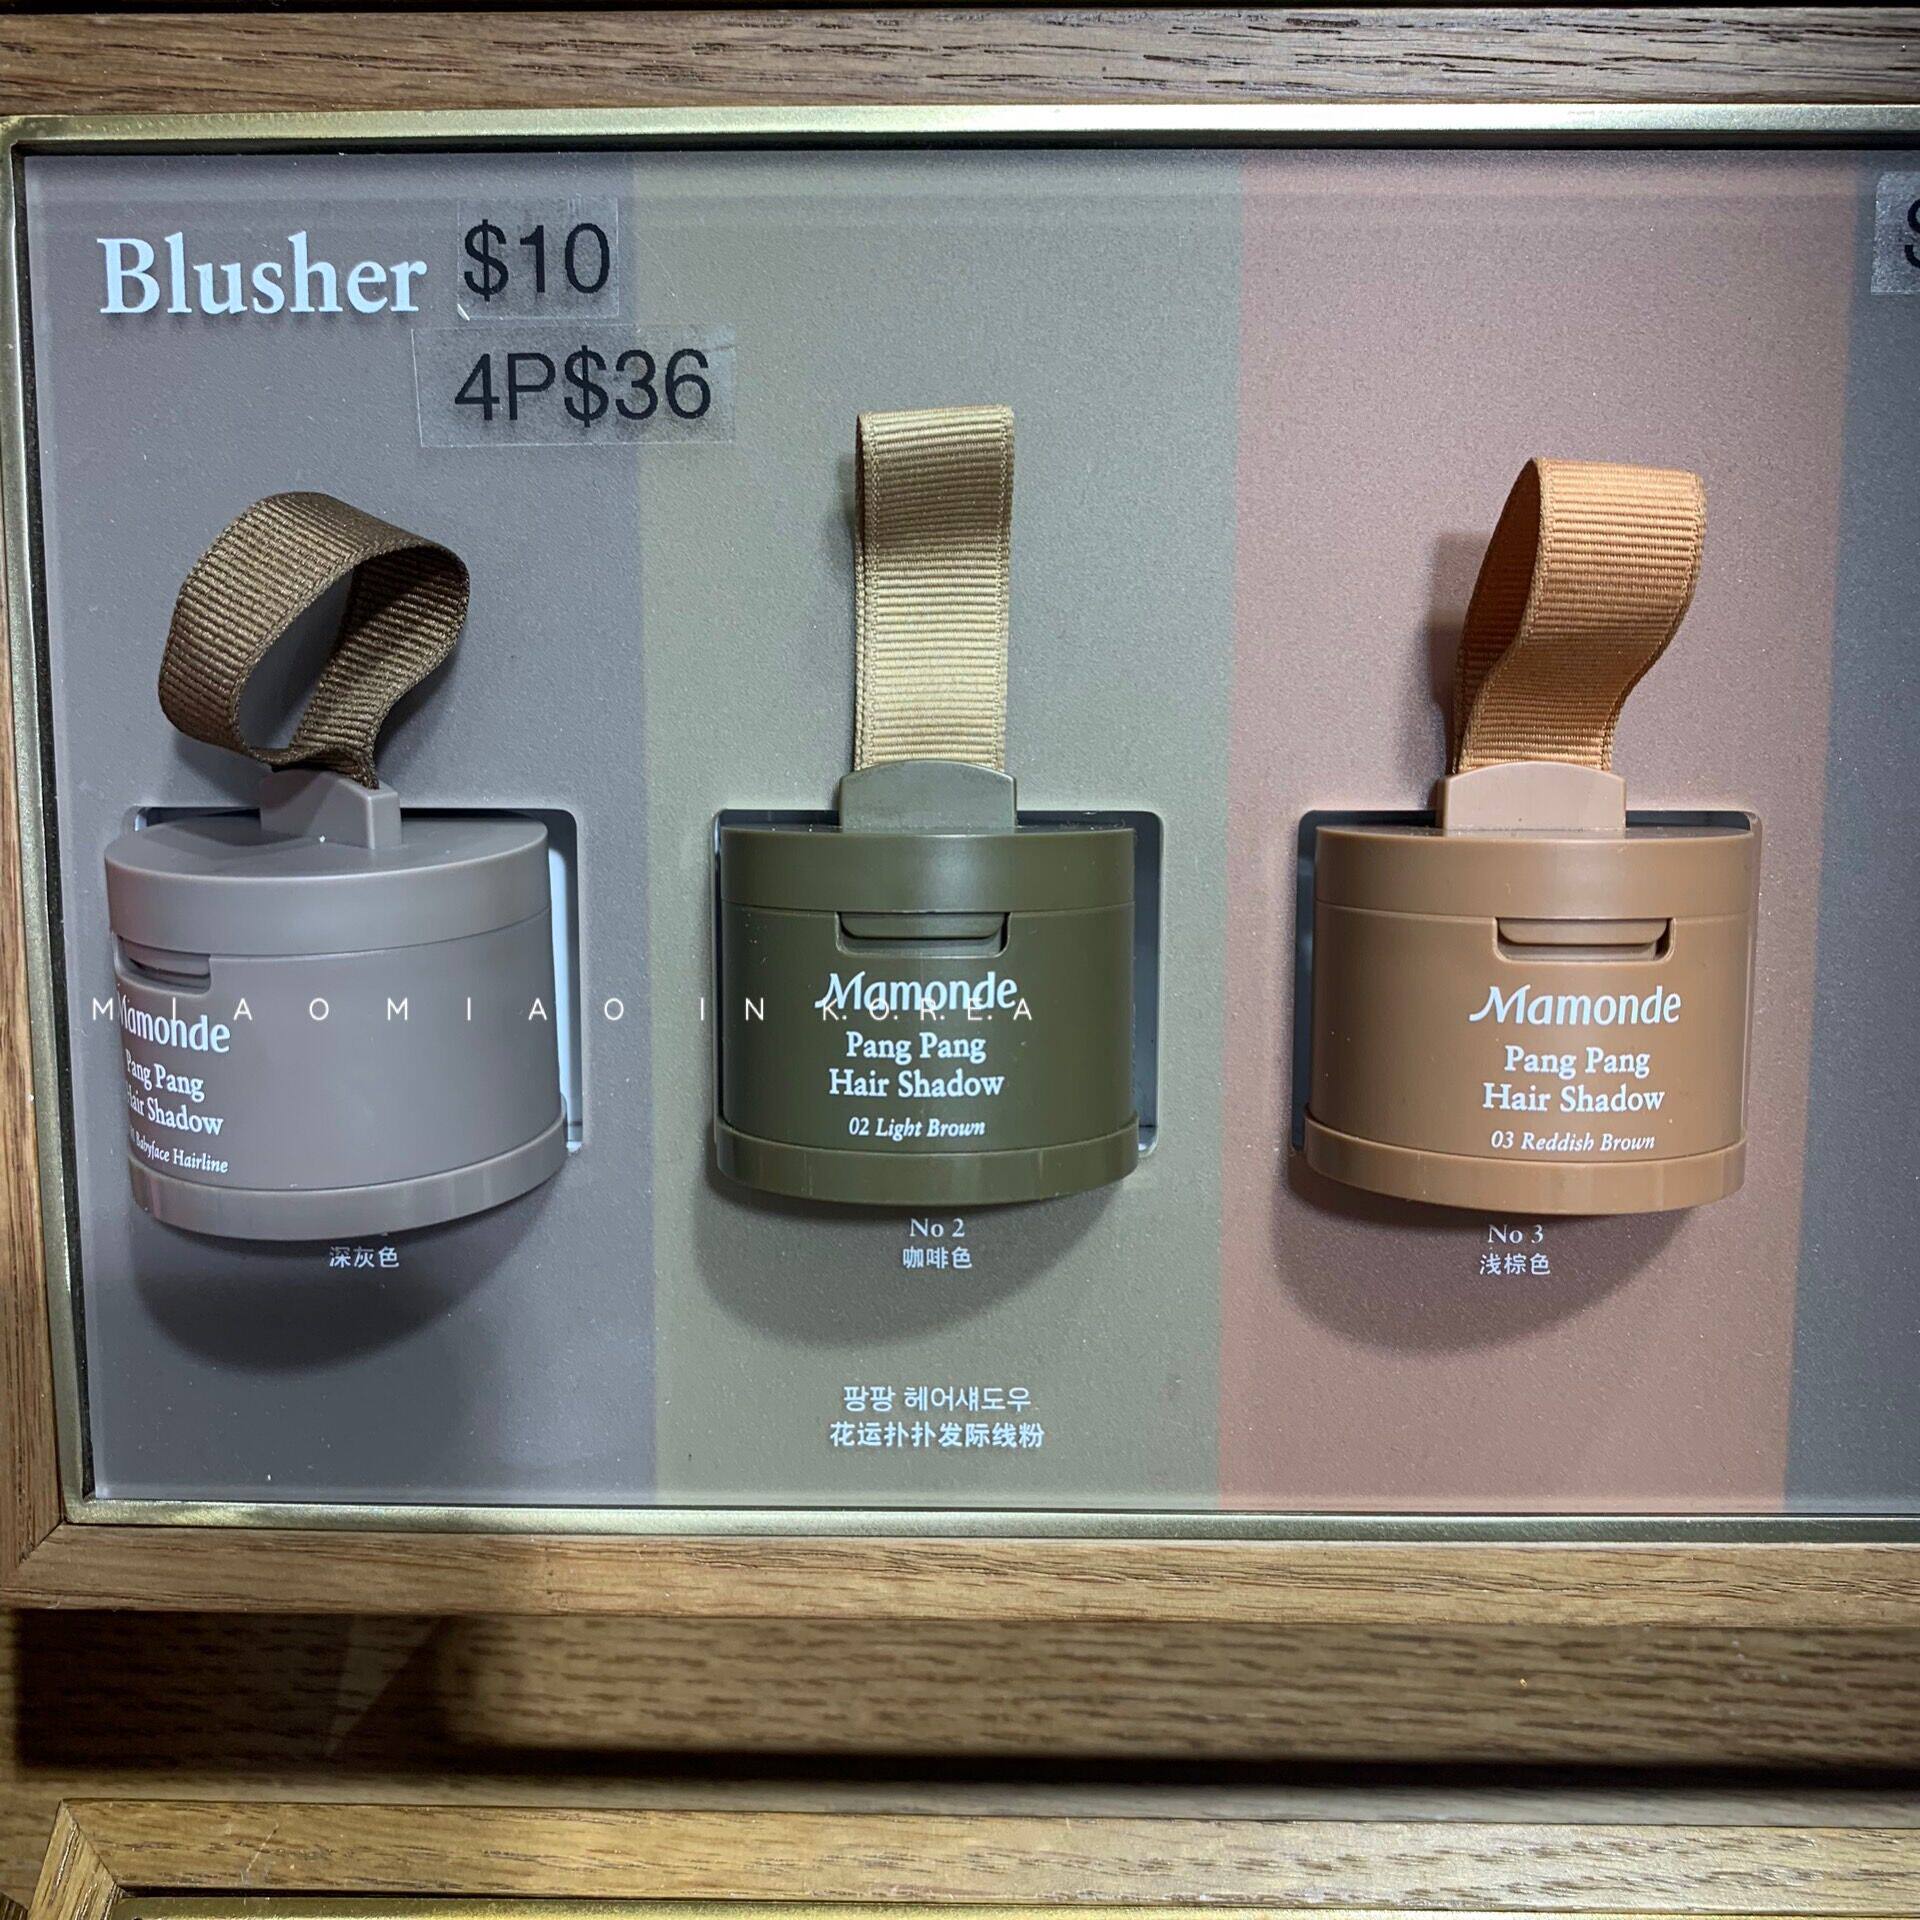 Blusher $10
4P$36
Mamonde
Pang Pang
Hair Shadow
Babyface Hairline
深灰色
Mamonde
Pang Pang
Hair Shadow
02 Light Brown
No 2
咖啡色
Mamonde
Pang Pang
Hair Shadow
03 Reddish Brown
No 3
浅棕色
MIAOMIAO IN K.O.R.E.A
팡팡 헤어섀도우
花运扑扑发际线粉